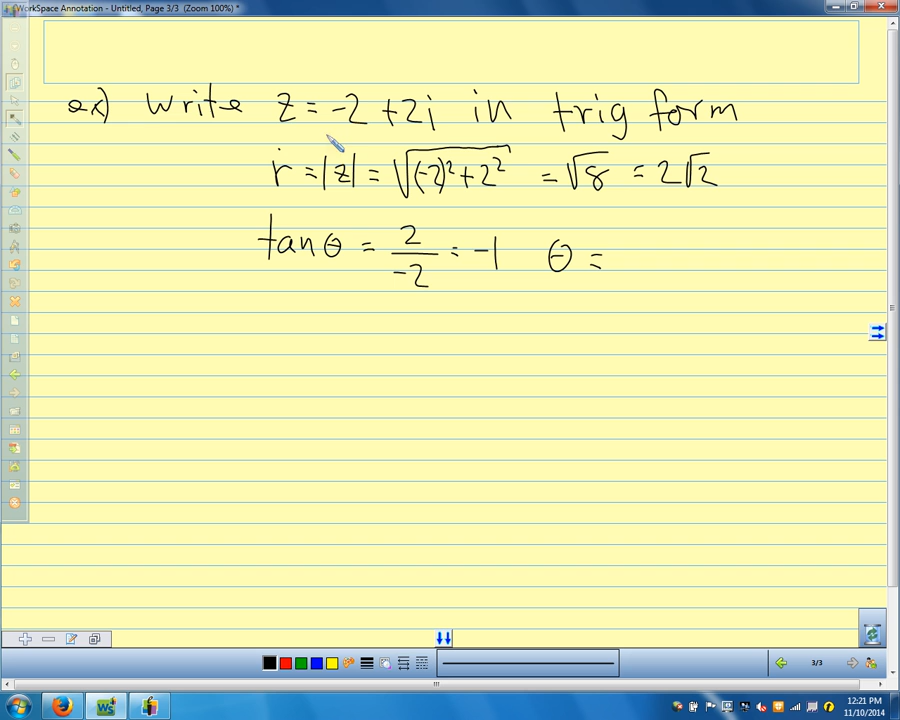 WorkSpace Annotation - Untitled, Page 3/3 (Zoom 100%) *
ex) write z = -2 + 2i in trig form
r = |z| = √(-2)² + 2² = √8 = 2√2
tan θ = 2/-2 = -1 θ =
3/3
12:21 PM
11/10/2014